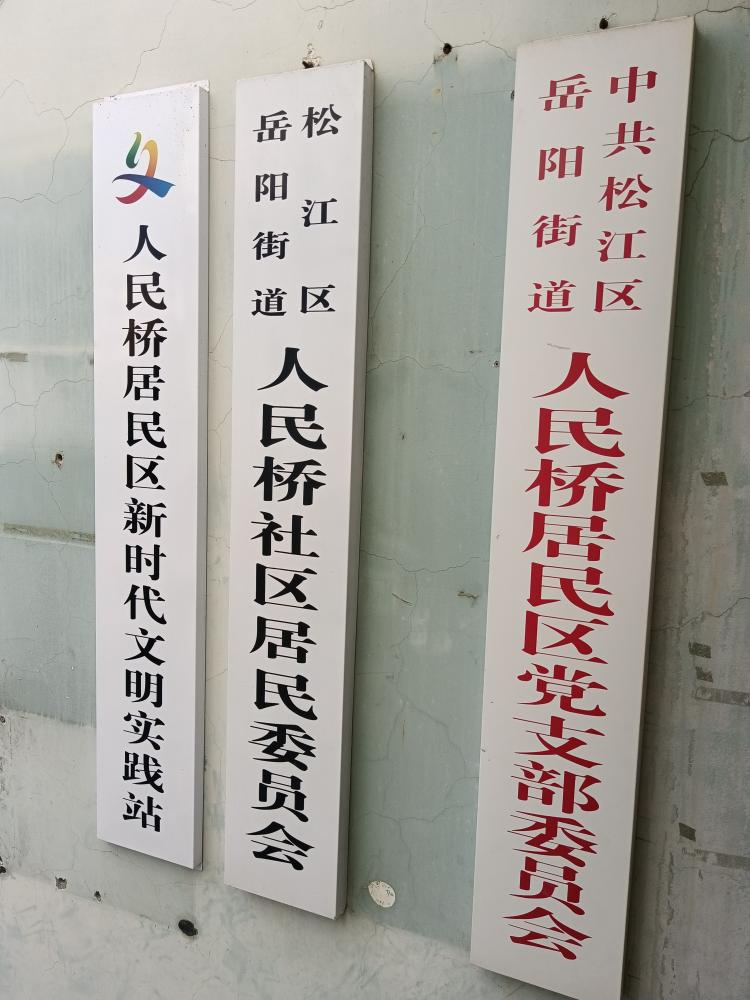 中共松江区
岳阳街道
人民桥居民区党支部委员会
松江区
岳阳街道
人民桥社区居民委员会
人民桥居民区新时代文明实践站